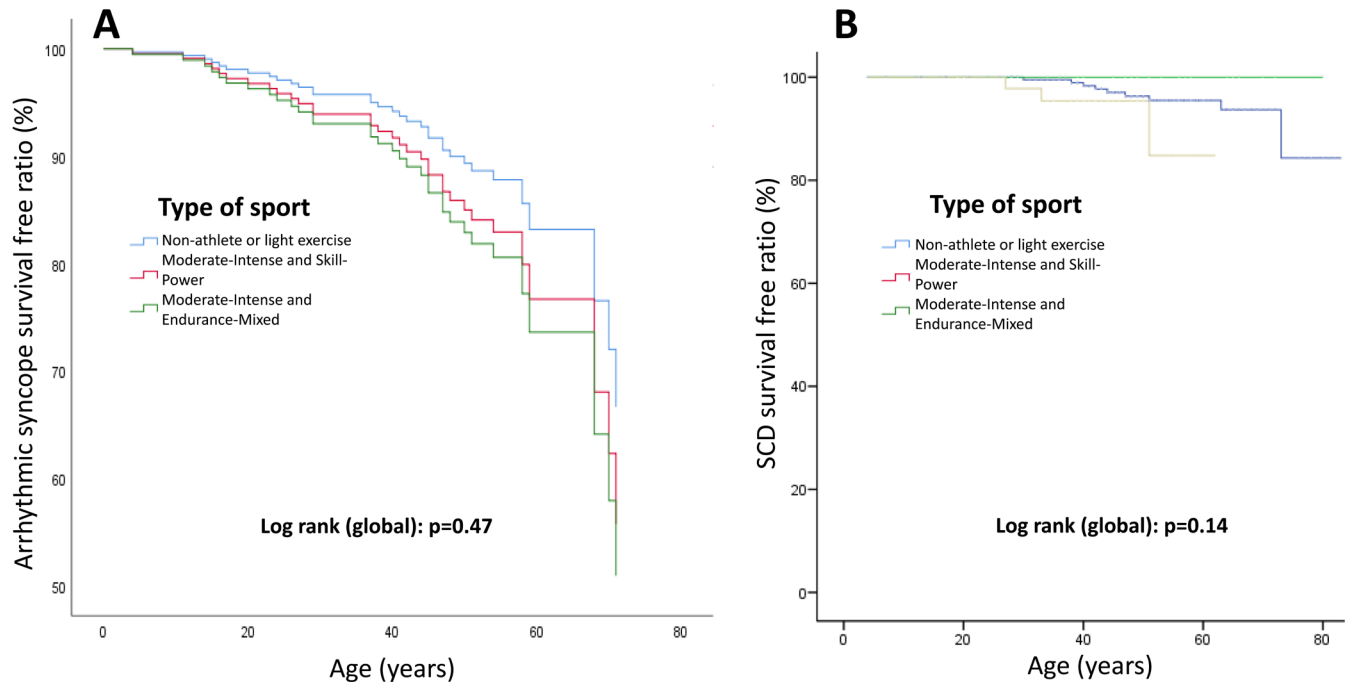 A
Arrhythmic syncope survival free ratio (%)
100
90
80
70
60
50
Type of sport
Non-athlete or light exercise
Moderate-Intense and Skill-
Power
Moderate-Intense and
Endurance-Mixed
Log rank (global): p=0.47
0
20
40
60
80
Age (years)
B
SCD survival free ratio (%)
100
80
60
40
20
0
Type of sport
Non-athlete or light exercise
Moderate-Intense and Skill-
Power
Moderate-Intense and
Endurance-Mixed
Log rank (global): p=0.14
0
20
40
60
80
Age (years)